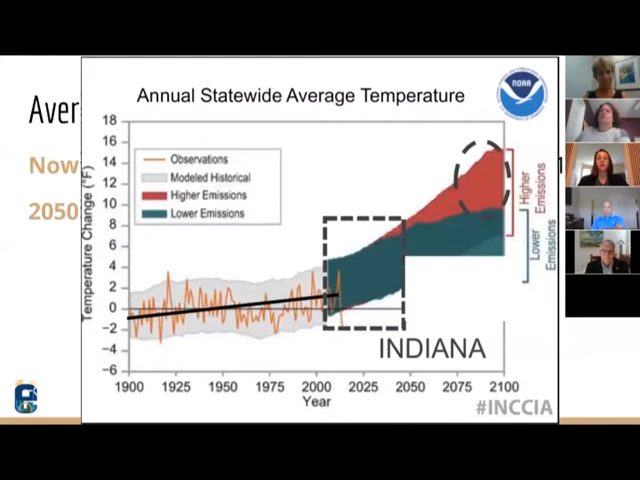 Annual Statewide Average Temperature
NOAA
Aver
Now
2050
Temperature Change (°F)
18
16
14
12
10
8
6
4
2
0
−2
−4
−6
Observations
Modeled Historical
Higher Emissions
Lower Emissions
Higher Emissions
Lower Emissions
INDIANA
1900
1925
1950
1975
2000
2025
2050
2075
2100
Year
#INCCIA